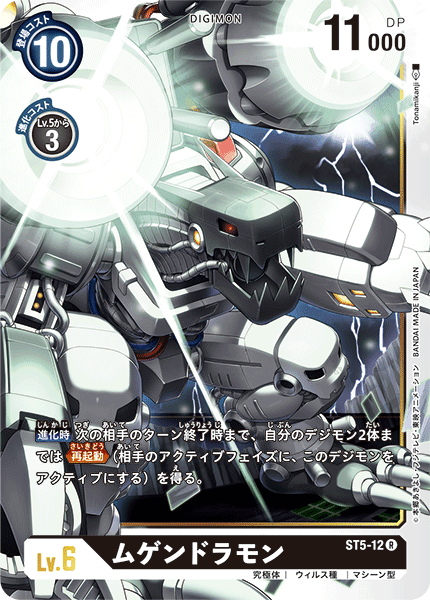 DIGIMON
登場コスト
10
DP
11000
進化コスト
Lv.5から
3
Tonamikanji
©本郷あきよし・フジテレビ・東映アニメーション BANDAI MADE IN JAPAN
進化時 次の相手のターン終了時まで、自分のデジモン2体ま
では 再起動 (相手のアクティブフェイズに、このデジモンを
アクティブにする)を得る。
ST5-12 R
Lv.6
ムゲンドラモン
究極体 | ウィルス種 | マシーン型